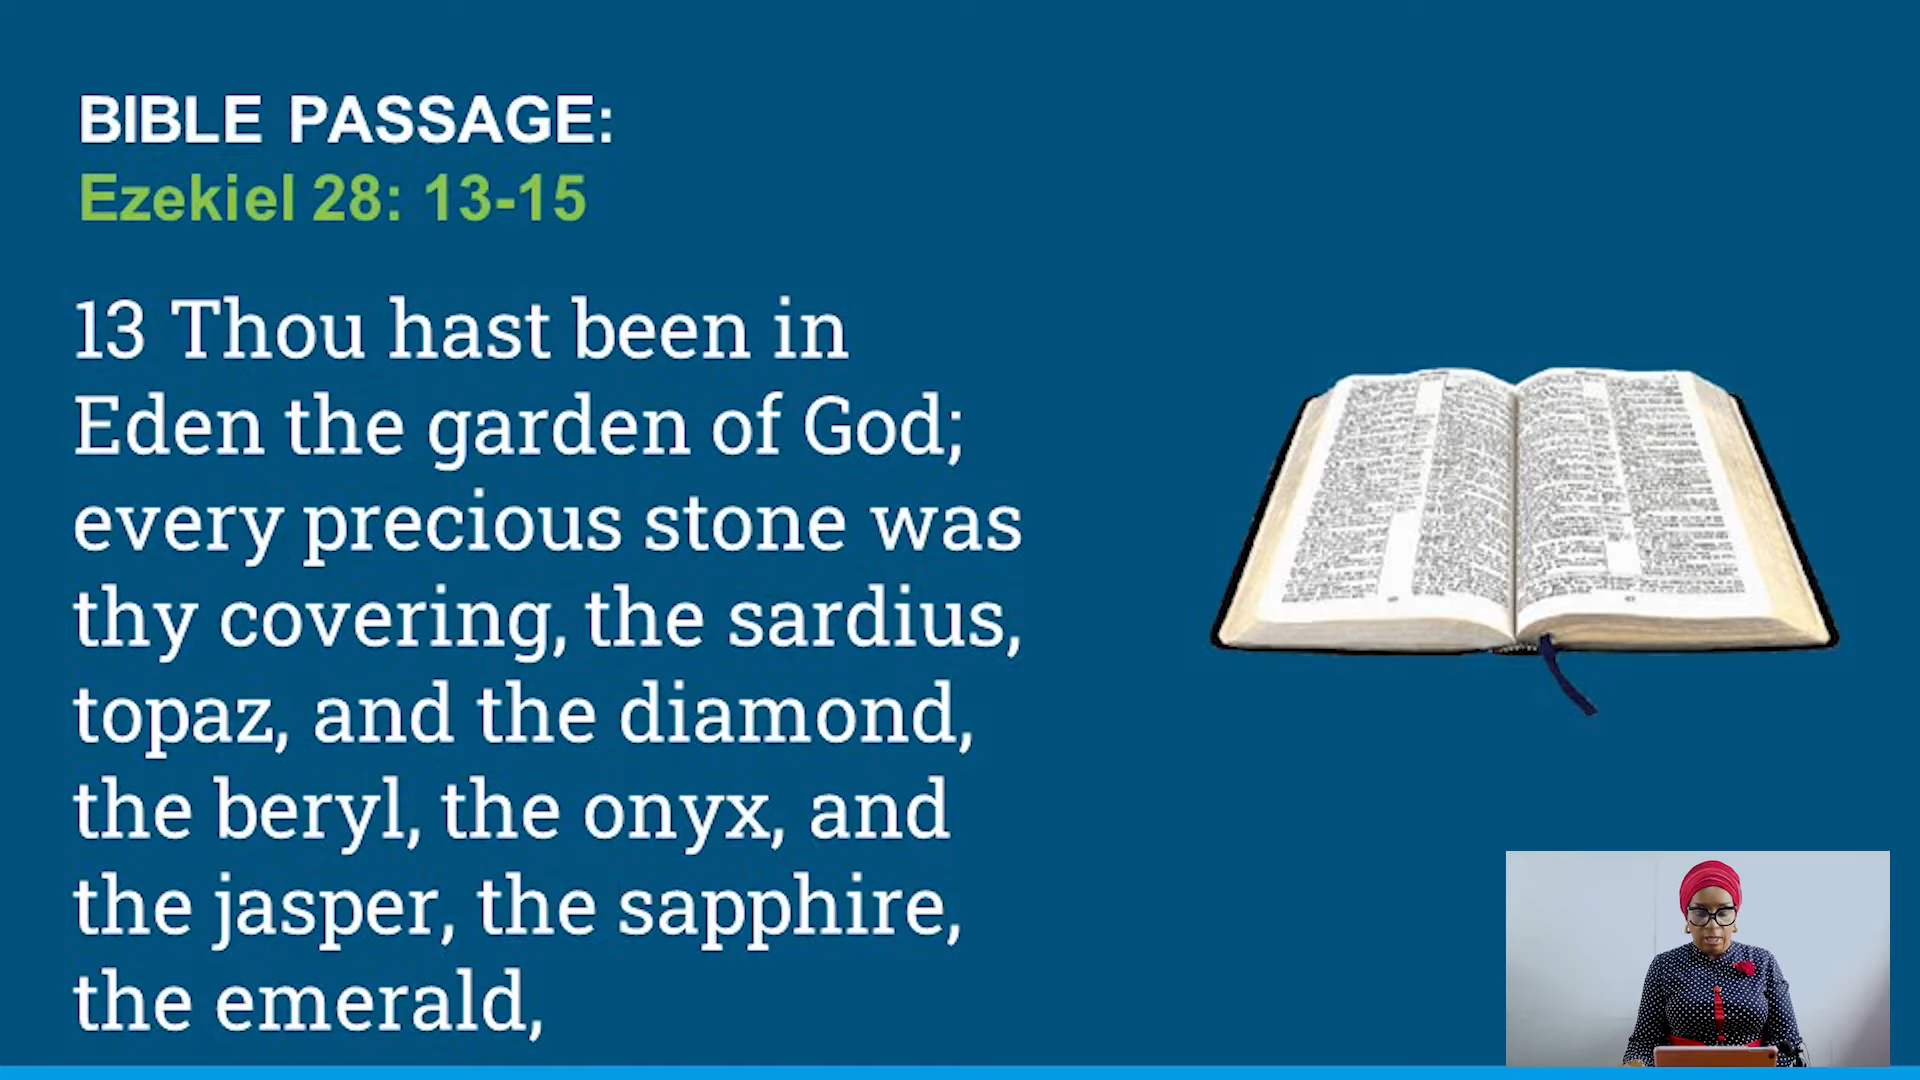 BIBLE PASSAGE:
Ezekiel 28: 13-15
13 Thou hast been in
Eden the garden of God;
every precious stone was
thy covering, the sardius,
topaz, and the diamond,
the beryl, the onyx, and
the jasper, the sapphire,
the emerald,